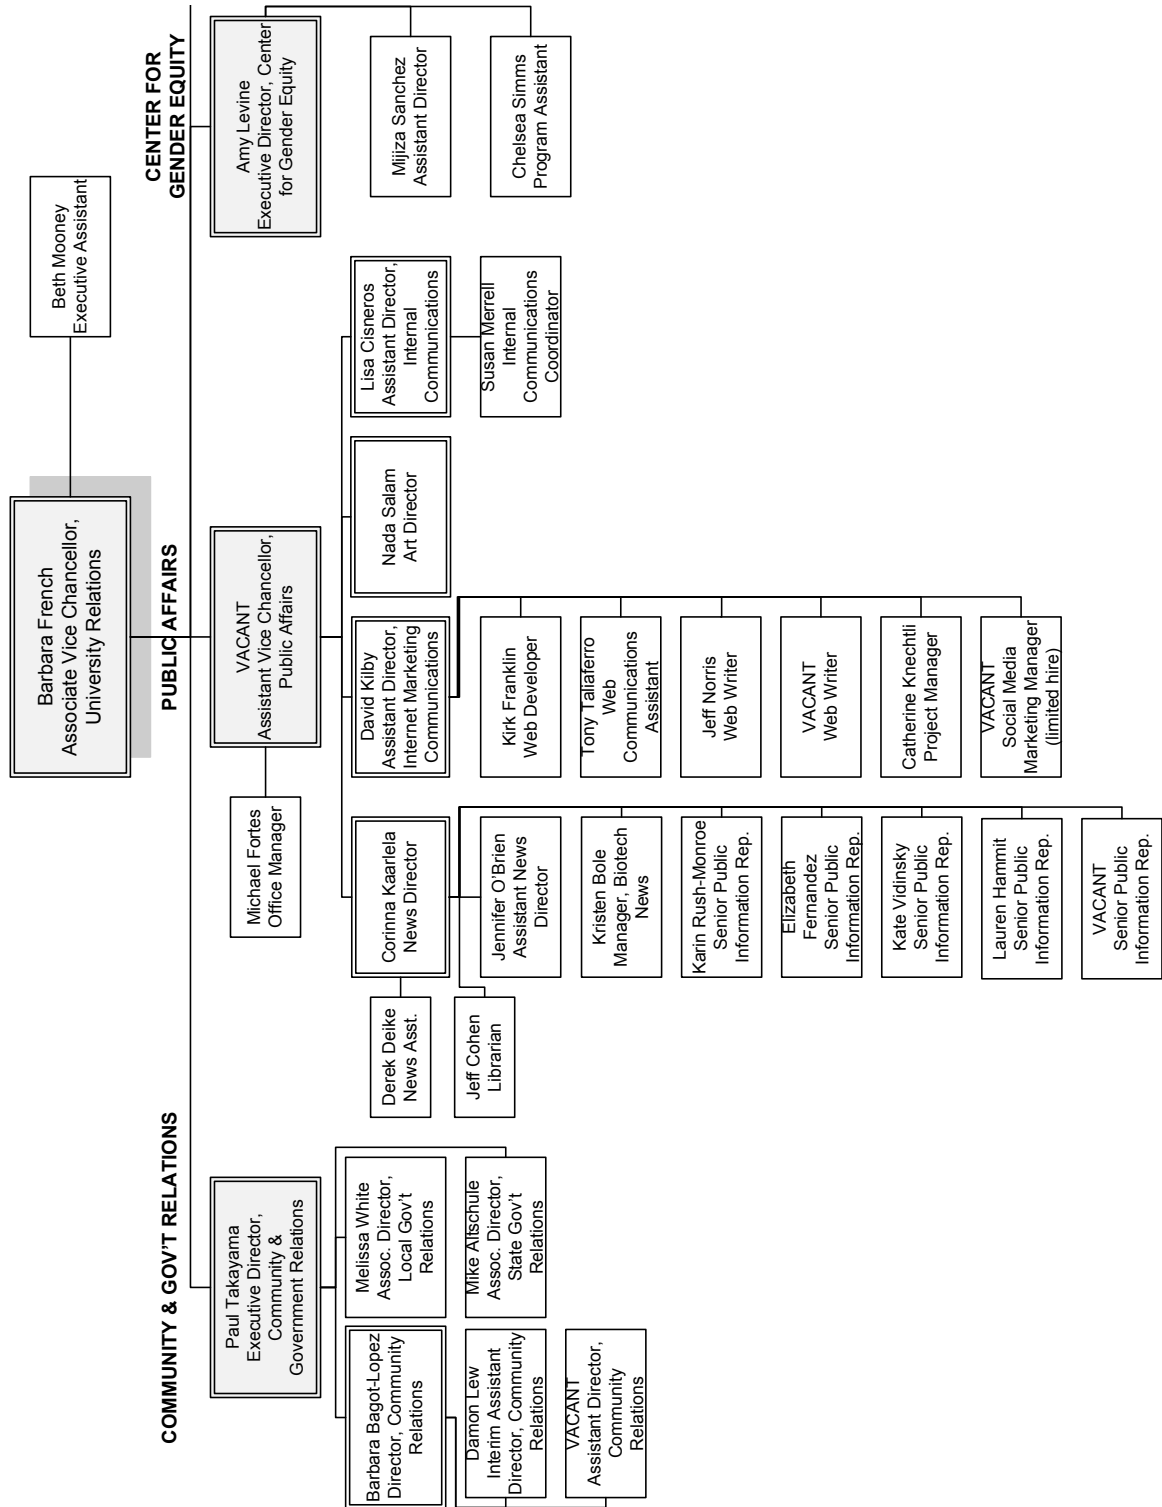 Barbara French
Associate Vice Chancellor,
University Relations
Beth Mooney
Executive Assistant
COMMUNITY & GOV'T RELATIONS
PUBLIC AFFAIRS
CENTER FOR
GENDER EQUITY
Paul Takayama
Executive Director,
Community &
Government Relations
Barbara Bagot-Lopez
Director, Community
Relations
Melissa White
Assoc. Director,
Local Gov't
Relations
Damon Lew
Interim Assistant
Director, Community
Relations
Mike Altschule
Assoc. Director,
State Gov't
Relations
VACANT
Assistant Director,
Community
Relations
VACANT
Assistant Vice Chancellor,
Public Affairs
Michael Fortes
Office Manager
Corinna Kaarlela
News Director
Derek Deike
News Asst.
Jeff Cohen
Librarian
Jennifer O'Brien
Assistant News
Director
Kristen Bole
Manager, Biotech
News
Karin Rush-Monroe
Senior Public
Information Rep.
Elizabeth
Fernandez
Senior Public
Information Rep.
Kate Vidinsky
Senior Public
Information Rep.
Lauren Hammit
Senior Public
Information Rep.
VACANT
Senior Public
Information Rep.
David Kilby
Assistant Director,
Internet Marketing
Communications
Kirk Franklin
Web Developer
Tony Taliaferro
Web
Communications
Assistant
Jeff Norris
Web Writer
VACANT
Web Writer
Catherine Knechtli
Project Manager
VACANT
Social Media
Marketing Manager
(limited hire)
Nada Salam
Art Director
Lisa Cisneros
Assistant Director,
Internal
Communications
Susan Merrell
Internal
Communications
Coordinator
Amy Levine
Executive Director, Center
for Gender Equity
Mijiza Sanchez
Assistant Director
Chelsea Simms
Program Assistant